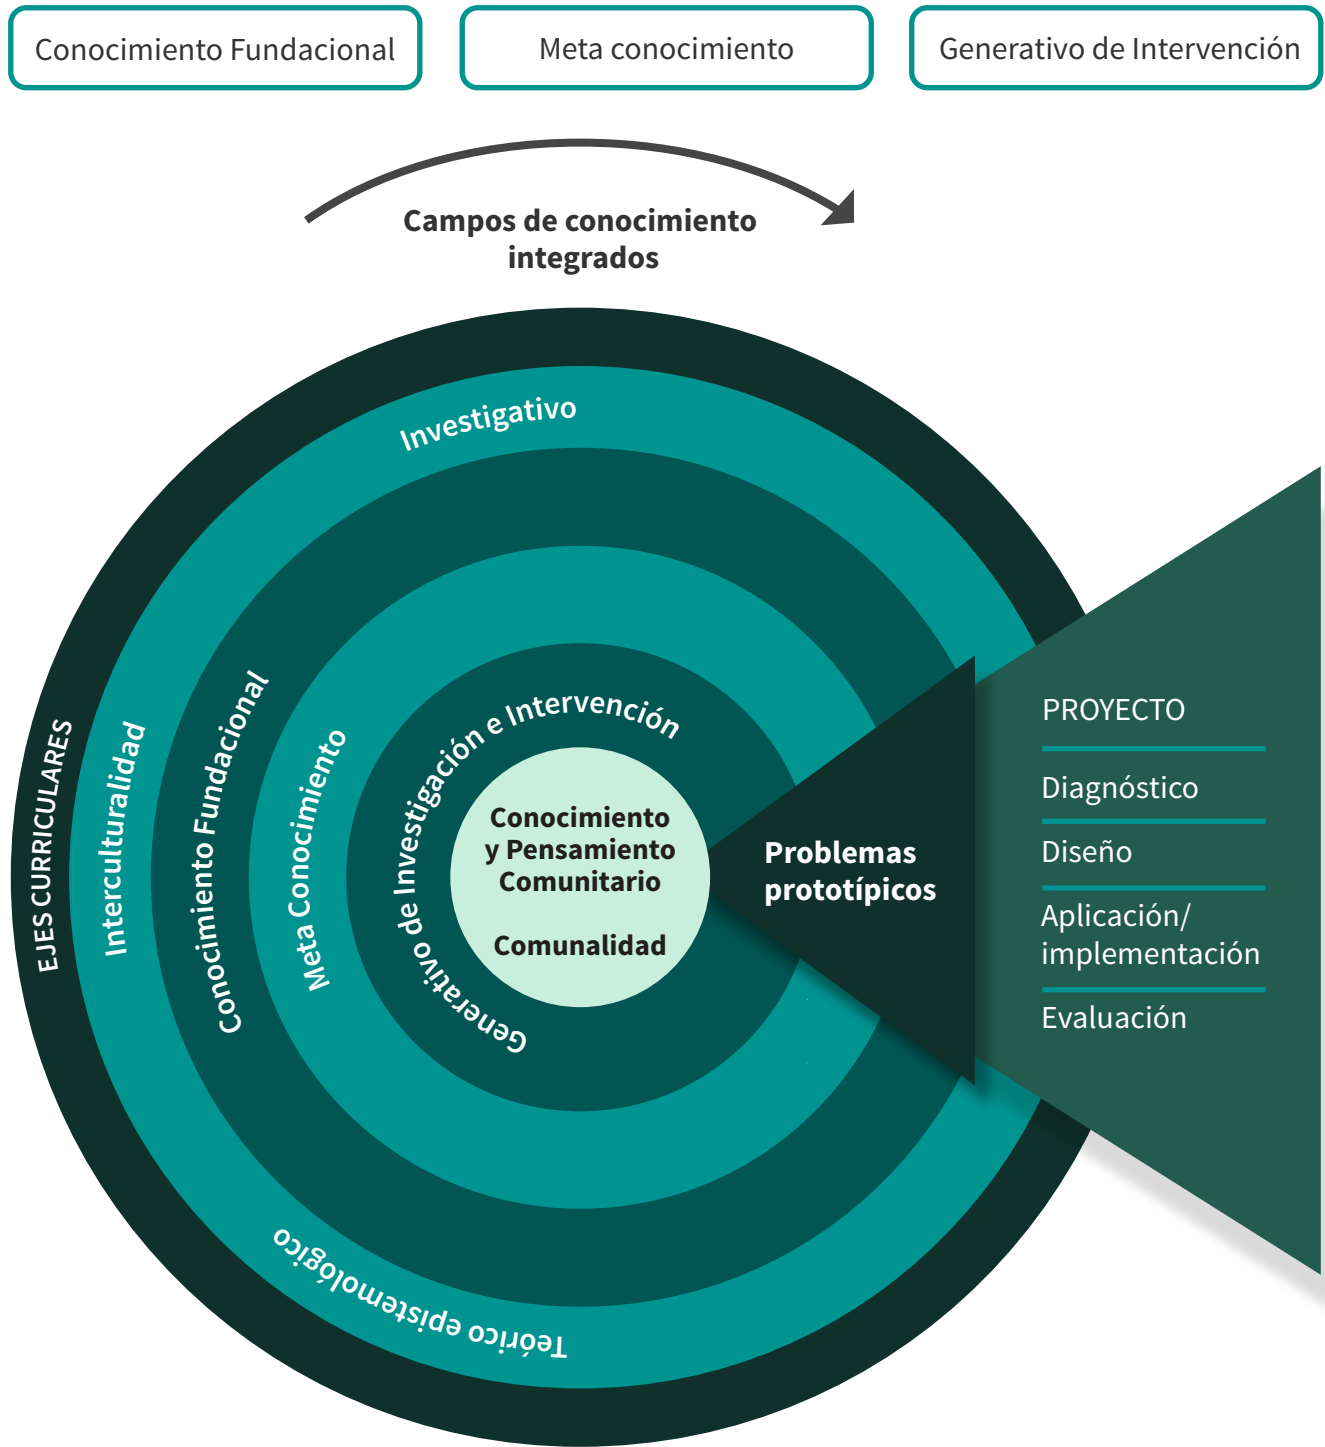 Conocimiento Fundacional
Meta conocimiento
Generativo de Intervención
Campos de conocimiento
integrados
EJES CURRICULARES
Investigativo
Interculturalidad
Teórico epistemológico
Conocimiento Fundacional
Meta Conocimiento
Generativo de Investigación e Intervención
Conocimiento
y Pensamiento
Comunitario
Comunalidad
Problemas
prototípicos
PROYECTO
Diagnóstico
Diseño
Aplicación/
implementación
Evaluación